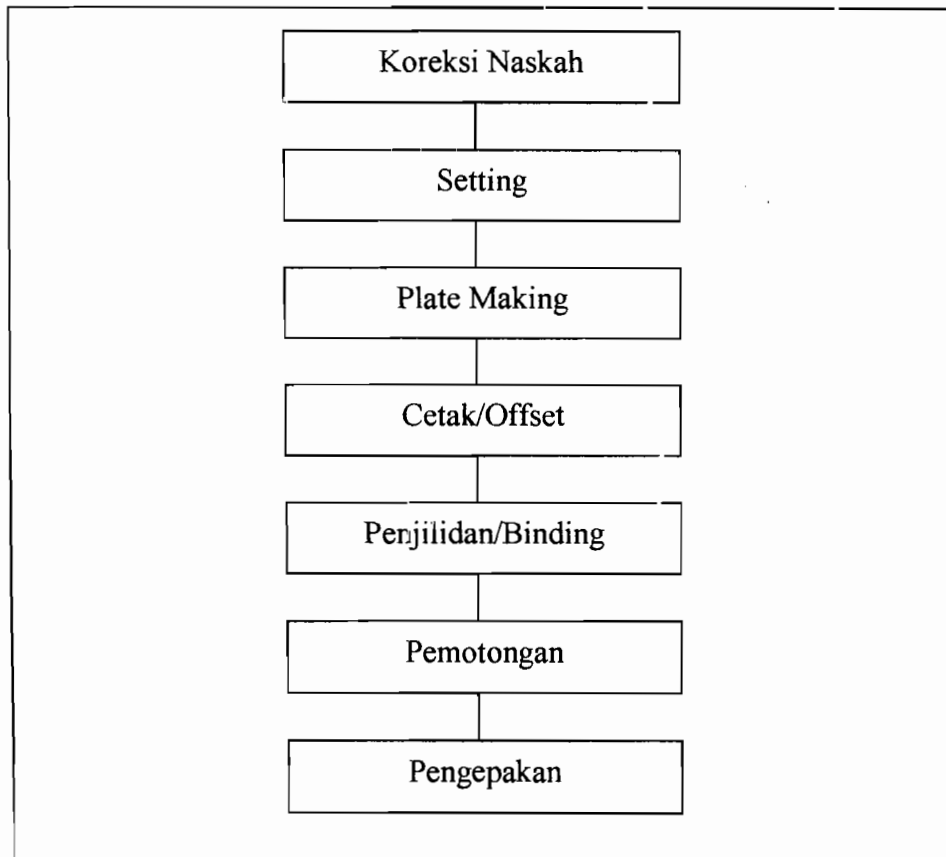 Koreksi Naskah
Setting
Plate Making
Cetak/Offset
Penjilidan/Binding
Pemotongan
Pengepakan